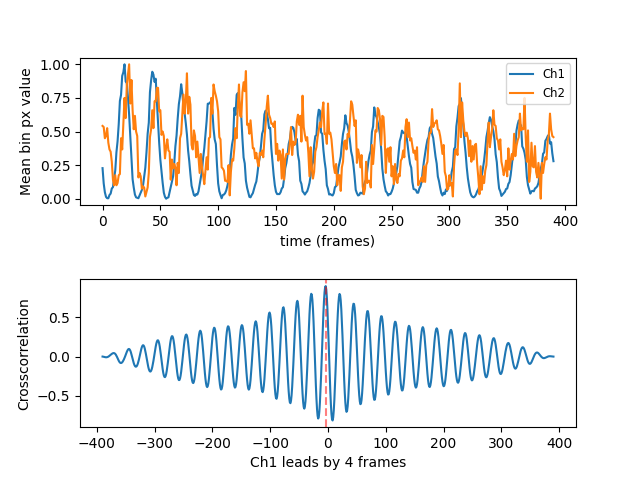 1.00
0.75
0.50
0.25
0.00
Mean bin px value
Ch1
Ch2
0 50 100 150 200 250 300 350 400
time (frames)
0.5
0.0
−0.5
Crosscorrelation
−400 −300 −200 −100 0 100 200 300 400
Ch1 leads by 4 frames